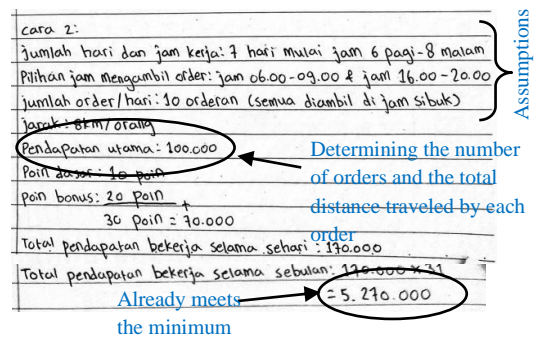 cara 2:
jumlah hari dan jam kerja: 7 hari mulai jam 6 pagi-8 malam
Pilihan jam mengambil order: jam 06.00-09.00 & jam 16.00-20.00
jumlah order/hari: 10 orderan (semua diambil di jam sibuk)
jarak: 8km/orang
Pendapatan utama: 100.000
Poin dasar: 10 poin
poin bonus: 20 poin +
30 poin = 70.000
Total pendapatan bekerja selama sehari: 170.000
Total pendapatan bekerja selama sebulan: 170.000 x 31
= 5.270.000
Assumptions
Determining the number
of orders and the total
distance traveled by each
order
Already meets
the minimum